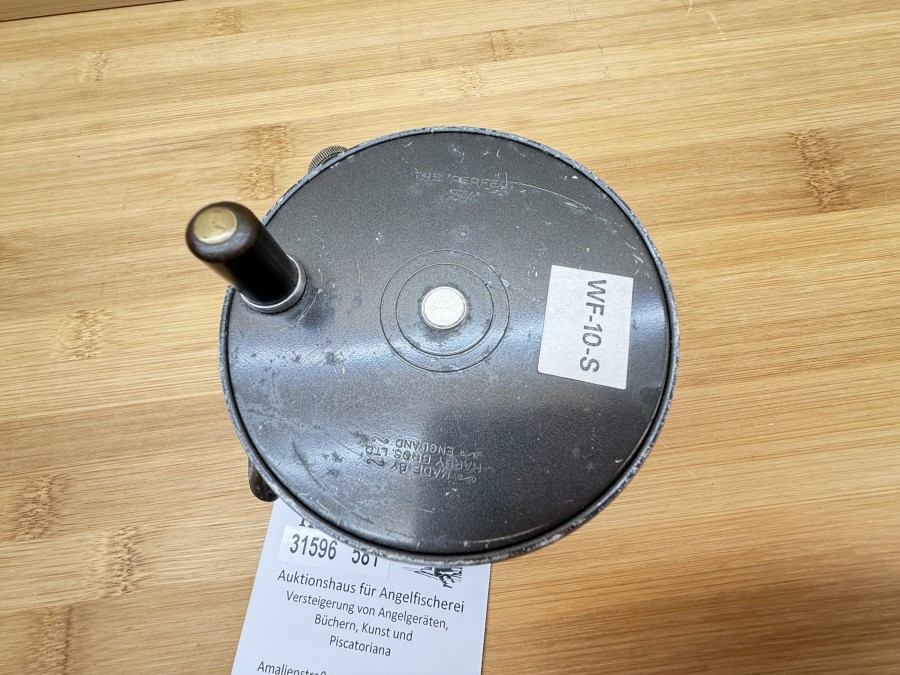 THE "PERFECT"
WF-10-S
MADE BY
HARDY BROS. LTD
ENGLAND
31596 581
Auktionshaus für Angelfischerei
Versteigerung von Angelgeräten,
Büchern, Kunst und
Piscatoriana